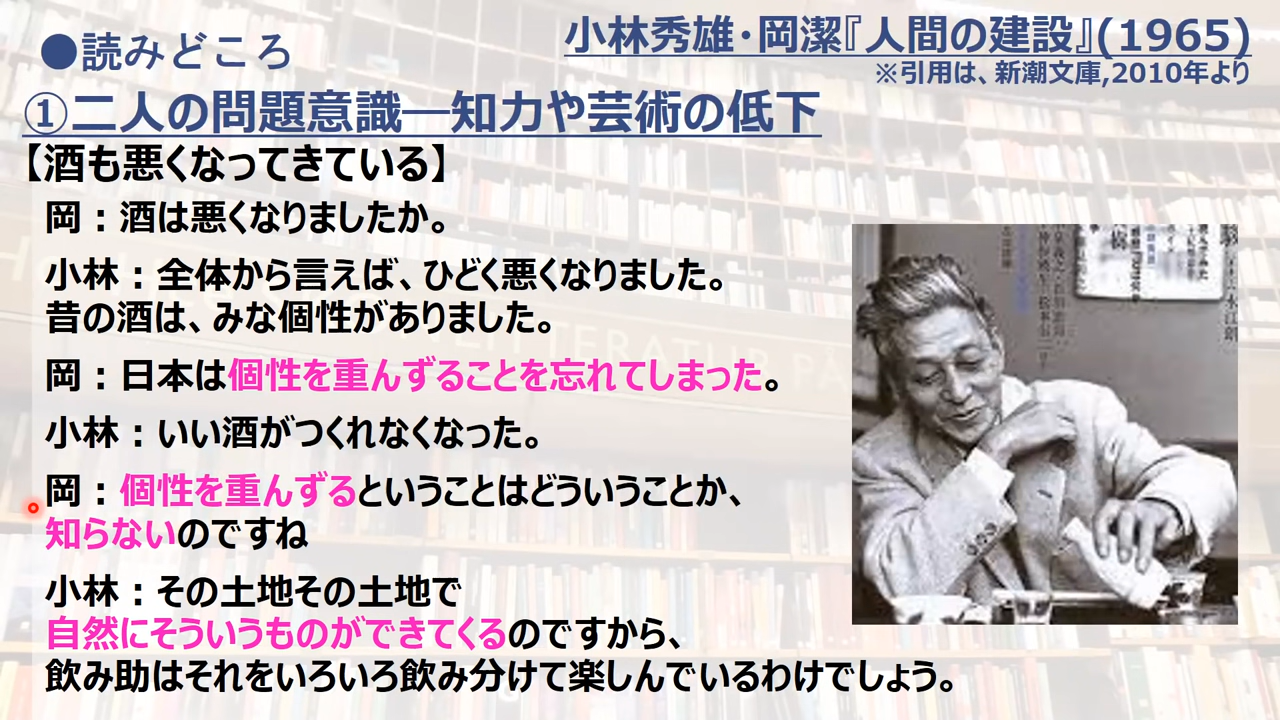 ●読みどころ
小林秀雄・岡潔『人間の建設』(1965)
※引用は、新潮文庫,2010年より
①二人の問題意識―知力や芸術の低下
【酒も悪くなってきている】
岡:酒は悪くなりましたか。
小林:全体から言えば、ひどく悪くなりました。
昔の酒は、みな個性がありました。
岡:日本は個性を重んずることを忘れてしまった。
小林:いい酒がつくれなくなった。
岡:個性を重んずるということはどういうことか、
知らないのですね
小林:その土地その土地で
自然にそういうものができてくるのですから、
飲み助はそれをいろいろ飲み分けて楽しんでいるわけでしょう。